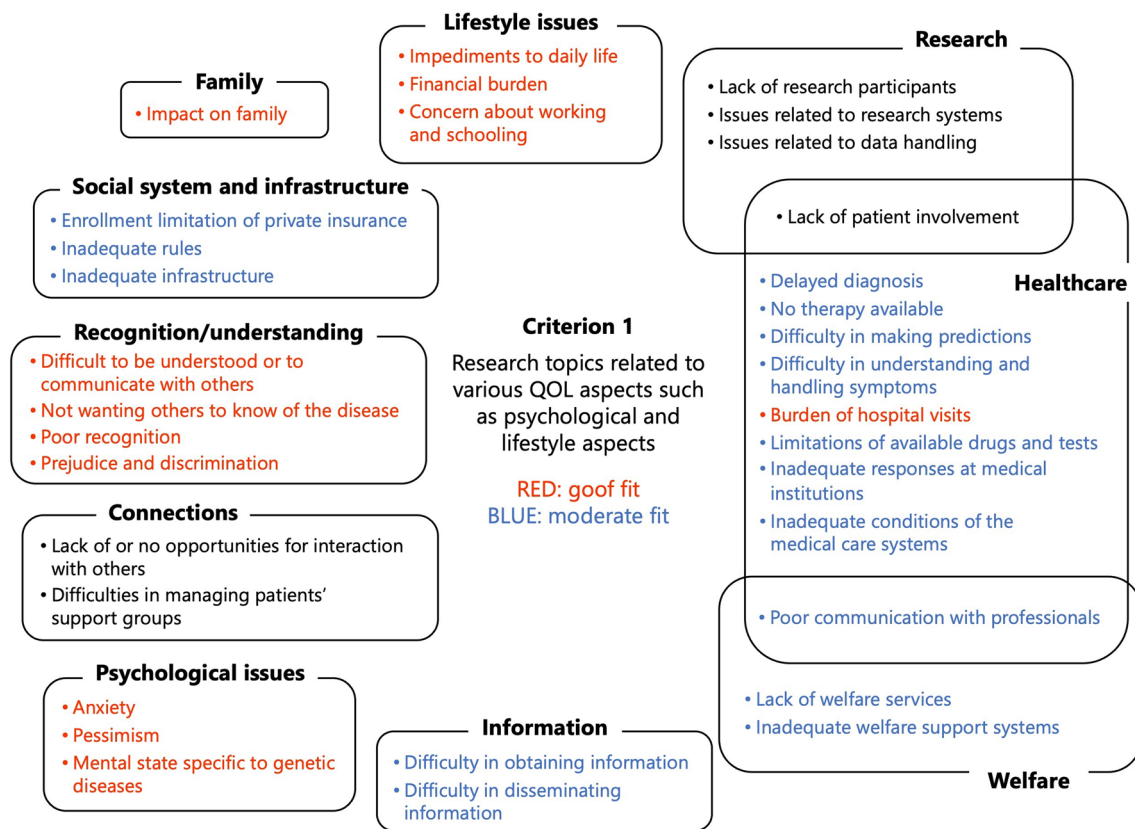 Lifestyle issues
• Impediments to daily life
• Financial burden
• Concern about working
and schooling
Family
• Impact on family
Research
• Lack of research participants
• Issues related to research systems
• Issues related to data handling
• Lack of patient involvement
Social system and infrastructure
• Enrollment limitation of private insurance
• Inadequate rules
• Inadequate infrastructure
Healthcare
• Delayed diagnosis
• No therapy available
• Difficulty in making predictions
• Difficulty in understanding and
handling symptoms
• Burden of hospital visits
• Limitations of available drugs and tests
• Inadequate responses at medical
institutions
• Inadequate conditions of the
medical care systems
Recognition/understanding
• Difficult to be understood or to
communicate with others
• Not wanting others to know of the disease
• Poor recognition
• Prejudice and discrimination
Criterion 1
Research topics related to
various QOL aspects such
as psychological and
lifestyle aspects
RED: goof fit
BLUE: moderate fit
Connections
• Lack of or no opportunities for interaction
with others
• Difficulties in managing patients’
support groups
• Poor communication with professionals
Psychological issues
• Anxiety
• Pessimism
• Mental state specific to genetic
diseases
Information
• Difficulty in obtaining information
• Difficulty in disseminating
information
• Lack of welfare services
• Inadequate welfare support systems
Welfare